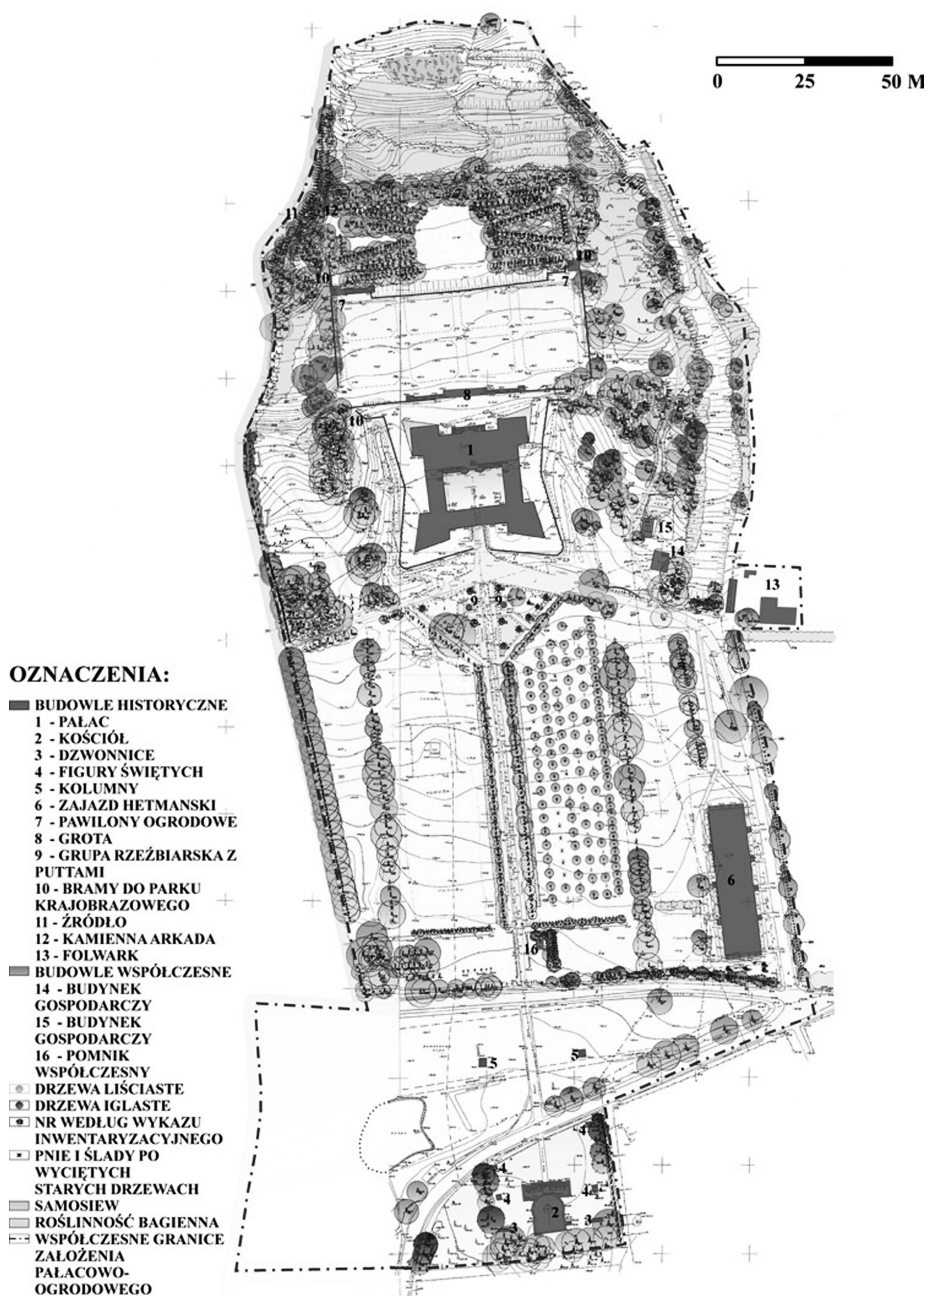 0 25 50 M
11
12
10
10
7
7
8
10
1
15
14
13
9 9
6
16
5
5
4
4
4
4
2
3
3
OZNACZENIA:
BUDOWLE HISTORYCZNE
1 - PAŁAC
2 - KOŚCIÓŁ
3 - DZWONNICE
4 - FIGURY ŚWIĘTYCH
5 - KOLUMNY
6 - ZAJAZD HETMANSKI
7 - PAWILONY OGRODOWE
8 - GROTA
9 - GRUPA RZEŹBIARSKA Z
PUTTAMI
10 - BRAMY DO PARKU
KRAJOBRAZOWEGO
11 - ŹRÓDŁO
12 - KAMIENNA ARKADA
13 - FOLWARK
BUDOWLE WSPÓŁCZESNE
14 - BUDYNEK
GOSPODARCZY
15 - BUDYNEK
GOSPODARCZY
16 - POMNIK
WSPÓŁCZESNY
DRZEWA LIŚCIASTE
DRZEWA IGLASTE
NR WEDŁUG WYKAZU
INWENTARYZACYJNEGO
PNIE I ŚLADY PO
WYCIĘTYCH
STARYCH DRZEWACH
SAMOSIEW
ROŚLINNOŚĆ BAGIENNA
WSPÓŁCZESNE GRANICE
ZAŁOŻENIA
PAŁACOWO-
OGRODOWEGO